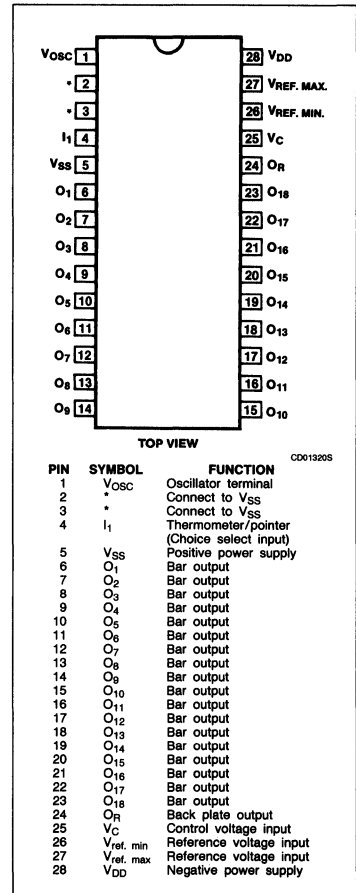 VOSC 1 28 VDD
* 2 27 VREF. MAX.
* 3 26 VREF. MIN.
I1 4 25 VC
VSS 5 24 OR
O1 6 23 O18
O2 7 22 O17
O3 8 21 O16
O4 9 20 O15
O5 10 19 O14
O6 11 18 O13
O7 12 17 O12
O8 13 16 O11
O9 14 15 O10
TOP VIEW
CD01320S
PIN SYMBOL FUNCTION
1 VOSC Oscillator terminal
2 * Connect to VSS
3 * Connect to VSS
4 I1 Thermometer/pointer
(Choice select input)
5 VSS Positive power supply
6 O1 Bar output
7 O2 Bar output
8 O3 Bar output
9 O4 Bar output
10 O5 Bar output
11 O6 Bar output
12 O7 Bar output
13 O8 Bar output
14 O9 Bar output
15 O10 Bar output
16 O11 Bar output
17 O12 Bar output
18 O13 Bar output
19 O14 Bar output
20 O15 Bar output
21 O16 Bar output
22 O17 Bar output
23 O18 Bar output
24 OR Back plate output
25 VC Control voltage input
26 Vref. min Reference voltage input
27 Vref. max Reference voltage input
28 VDD Negative power supply